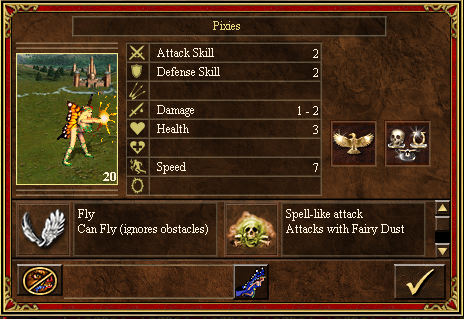 Pixies
Attack Skill 2
Defense Skill 2
Damage 1 - 2
Health 3
Speed 7
20
Fly
Can Fly (ignores obstacles)
Spell-like attack
Attacks with Fairy Dust